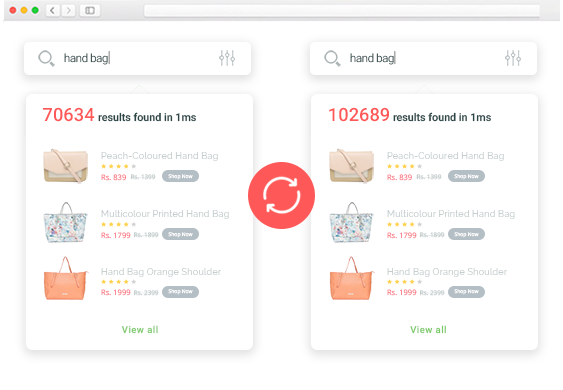 hand bag
70634 results found in 1ms
Peach-Coloured Hand Bag
Rs. 839 Rs. 1399 Shop Now
Multicolour Printed Hand Bag
Rs. 1799 Rs. 1899 Shop Now
Hand Bag Orange Shoulder
Rs. 1999 Rs. 2399 Shop Now
View all
hand bag
102689 results found in 1ms
Peach-Coloured Hand Bag
Rs. 839 Rs. 1399 Shop Now
Multicolour Printed Hand Bag
Rs. 1799 Rs. 1899 Shop Now
Hand Bag Orange Shoulder
Rs. 1999 Rs. 2399 Shop Now
View all